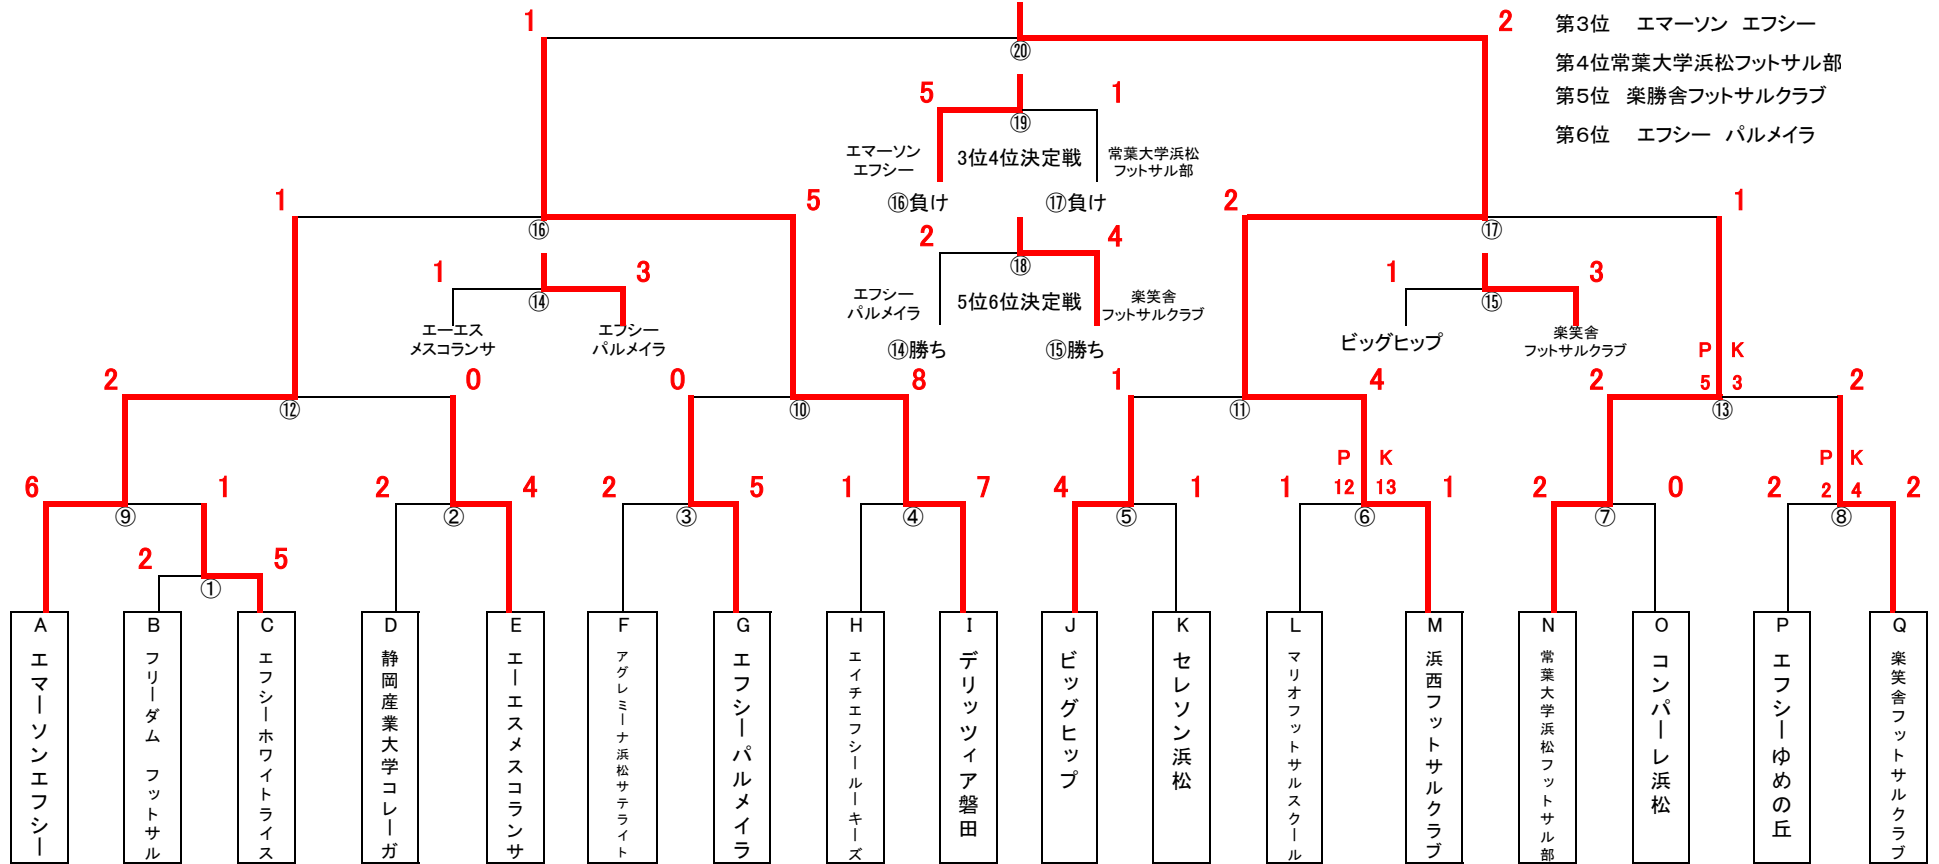 1
2
⑳
第3位 エマーソン エフシー
第4位常葉大学浜松フットサル部
第5位 楽勝舎フットサルクラブ
第6位 エフシー パルメイラ
5
1
⑲
エマーソン
エフシー
3位4位決定戦
常葉大学浜松
フットサル部
⑯負け
⑰負け
1
5
⑯
2
1
⑰
2
4
⑱
エフシー
パルメイラ
5位6位決定戦
楽笑舎
フットサルクラブ
⑭勝ち
⑮勝ち
1
3
⑭
エーエス
メスコランサ
エフシー
パルメイラ
1
3
⑮
ビッグヒップ
楽笑舎
フットサルクラブ
2
0
⑫
0
8
⑩
1
4
⑪
2
P K
5 3
2
⑬
6
1
⑨
2
4
②
2
5
③
1
7
④
4
1
⑤
1
P K
12 13
1
⑥
2
0
⑦
2
P K
2 4
2
⑧
2
5
①
A エマーソンエフシー
B フリーダム フットサル
C エフシーホワイトライス
D 静岡産業大学コレーガ
E エーエスメスコランサ
F アグレミーナ浜松サテライト
G エフシーパルメイラ
H エイチエフシールーキーズ
I デリッツィア磐田
J ビッグヒップ
K セレソン浜松
L マリオフットサルスクール
M 浜西フットサルクラブ
N 常葉大学浜松フットサル部
O コンパーレ浜松
P エフシーゆめの丘
Q 楽笑舎フットサルクラブ